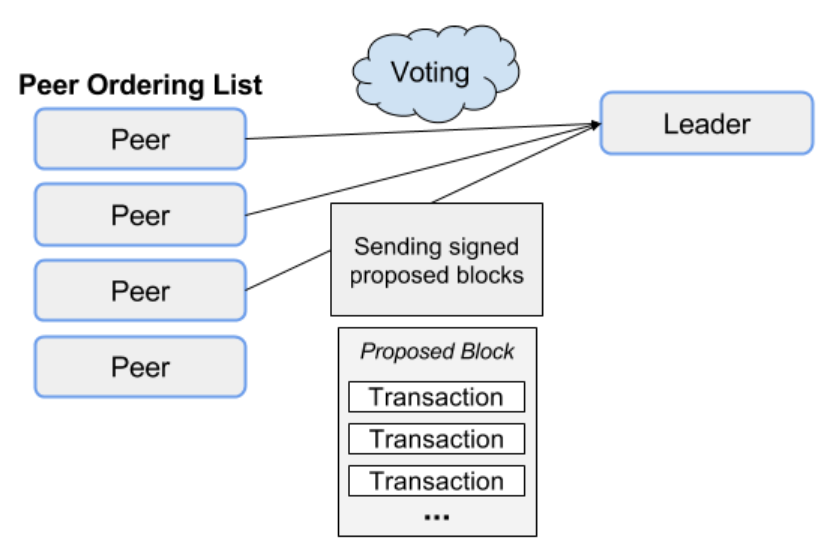 Voting
Peer Ordering List
Peer
Leader
Peer
Sending signed
proposed blocks
Peer
Peer
Proposed Block
Transaction
Transaction
Transaction
...